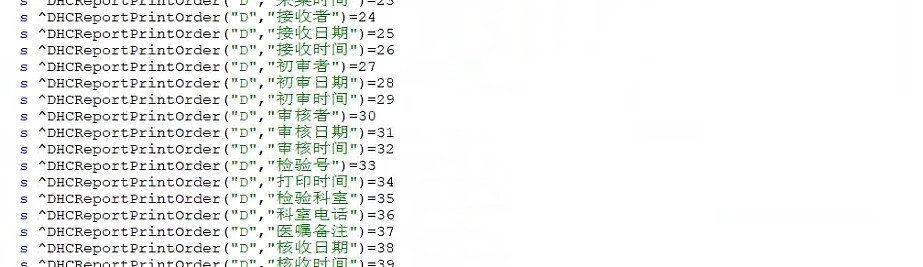 s ^DHCReportPrintOrder("D","采集时间")=23
s ^DHCReportPrintOrder("D","接收者")=24
s ^DHCReportPrintOrder("D","接收日期")=25
s ^DHCReportPrintOrder("D","接收时间")=26
s ^DHCReportPrintOrder("D","初审者")=27
s ^DHCReportPrintOrder("D","初审日期")=28
s ^DHCReportPrintOrder("D","初审时间")=29
s ^DHCReportPrintOrder("D","审核者")=30
s ^DHCReportPrintOrder("D","审核日期")=31
s ^DHCReportPrintOrder("D","审核时间")=32
s ^DHCReportPrintOrder("D","检验号")=33
s ^DHCReportPrintOrder("D","打印时间")=34
s ^DHCReportPrintOrder("D","检验科室")=35
s ^DHCReportPrintOrder("D","科室电话")=36
s ^DHCReportPrintOrder("D","医嘱备注")=37
s ^DHCReportPrintOrder("D","核收日期")=38
s ^DHCReportPrintOrder("D","核收时间")=39